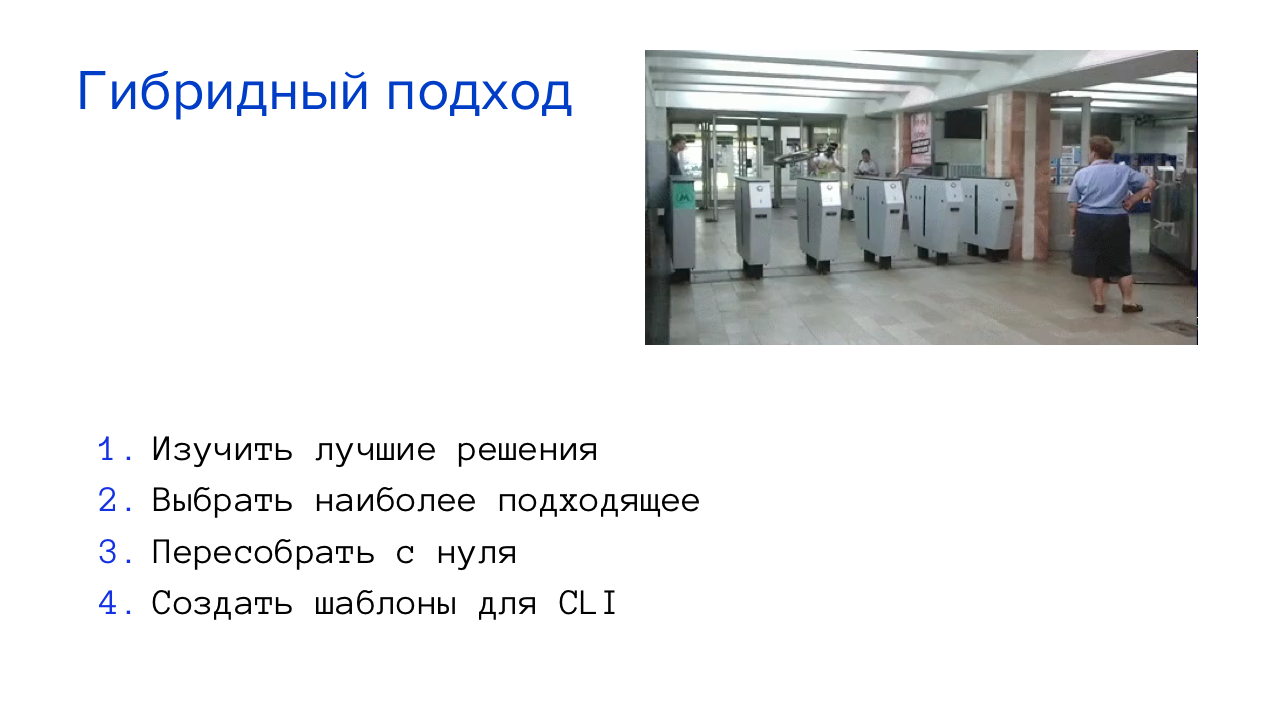 Гибридный подход
1. Изучить лучшие решения
2. Выбрать наиболее подходящее
3. Пересобрать с нуля
4. Создать шаблоны для CLI